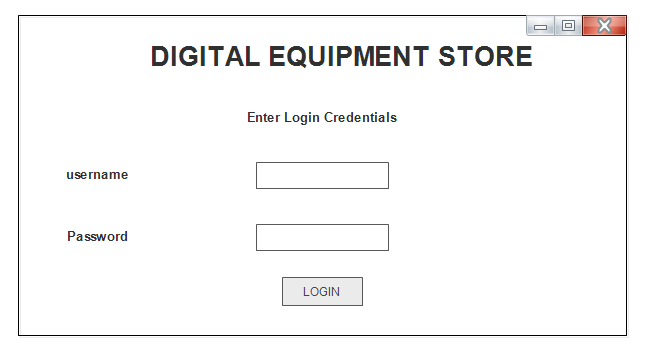 DIGITAL EQUIPMENT STORE
Enter Login Credentials
username
Password
LOGIN